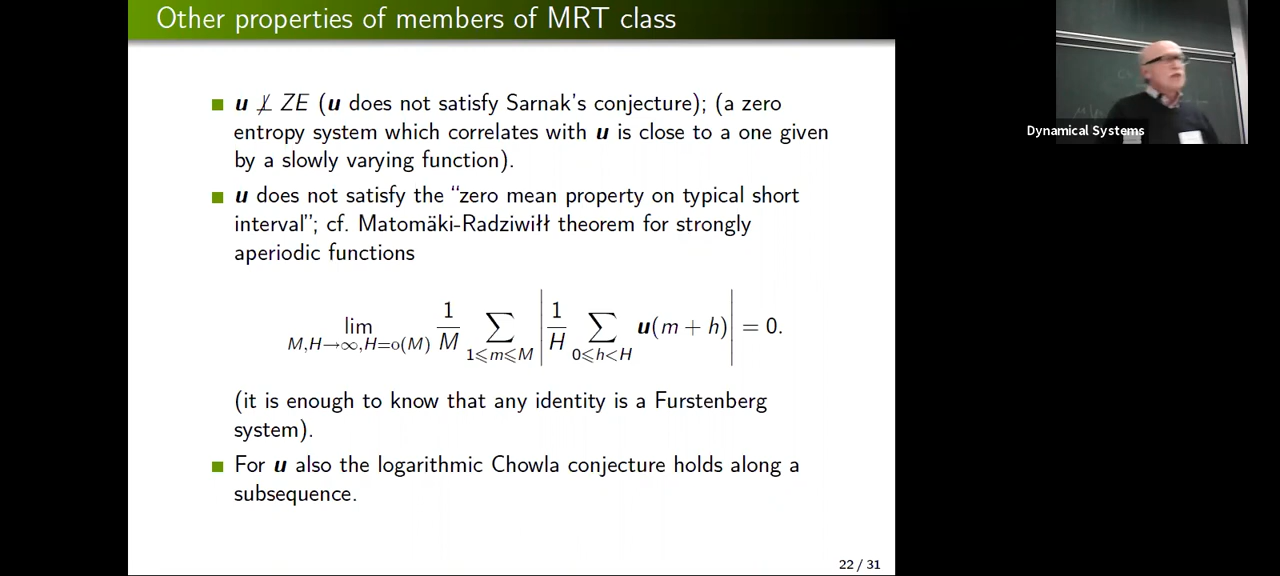 Other properties of members of MRT class
u ⊥̸ ZE (u does not satisfy Sarnak's conjecture); (a zero
entropy system which correlates with u is close to a one given
by a slowly varying function).
u does not satisfy the “zero mean property on typical short
interval”; cf. Matomäki-Radziwiłł theorem for strongly
aperiodic functions
lim_{M,H→∞,H=o(M)} 1/M ∑_{1⩽m⩽M} | 1/H ∑_{0⩽h<H} u(m + h) | = 0.
(it is enough to know that any identity is a Furstenberg
system).
For u also the logarithmic Chowla conjecture holds along a
subsequence.
22 / 31
Dynamical Systems